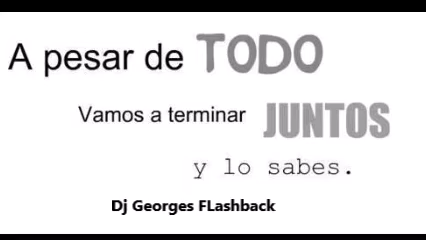 A pesar de TODO
Vamos a terminar JUNTOS
y lo sabes.
Dj Georges FLashback